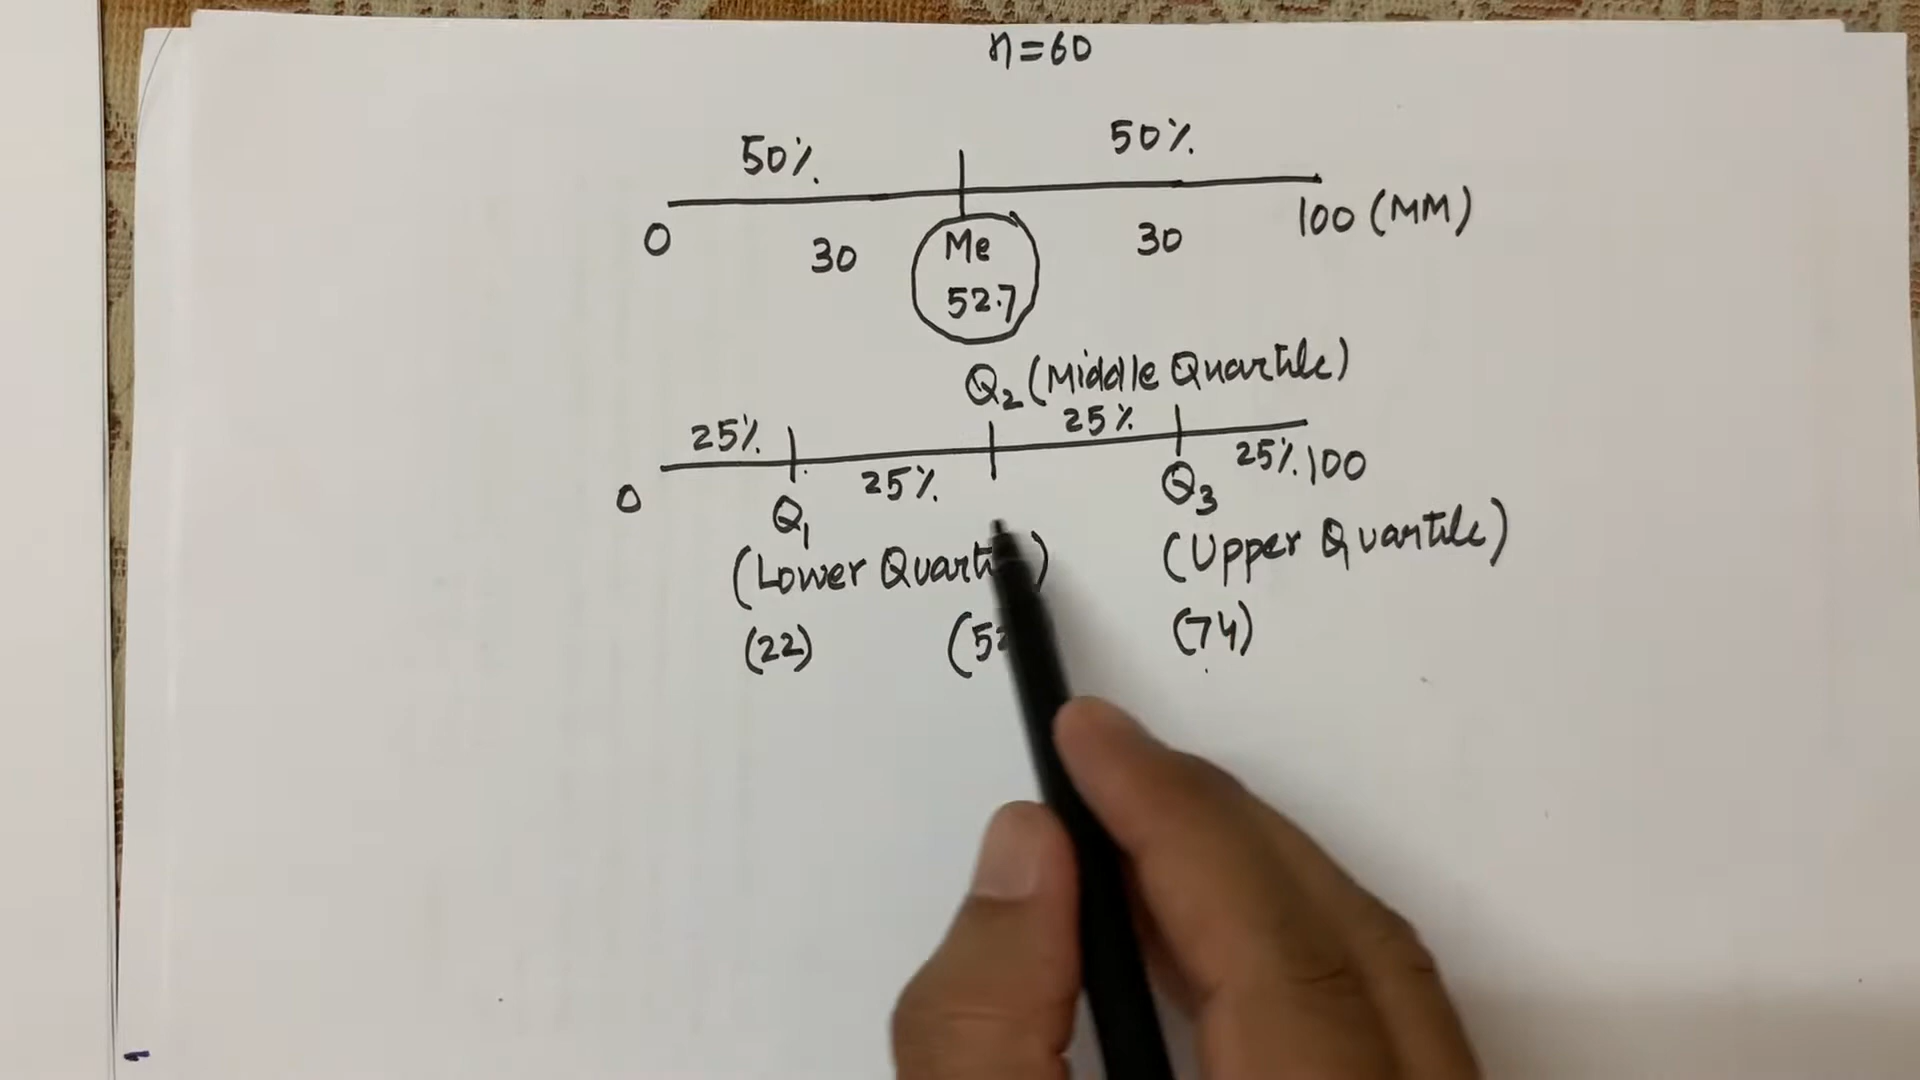 n=60
50% 50%
0 30 Me 30 100 (MM)
52.7
Q2 (Middle Quartile)
25% 25%
0 25% Q3 25% 100
Q1
(Lower ) (Upper Quartile)
(22) (74)